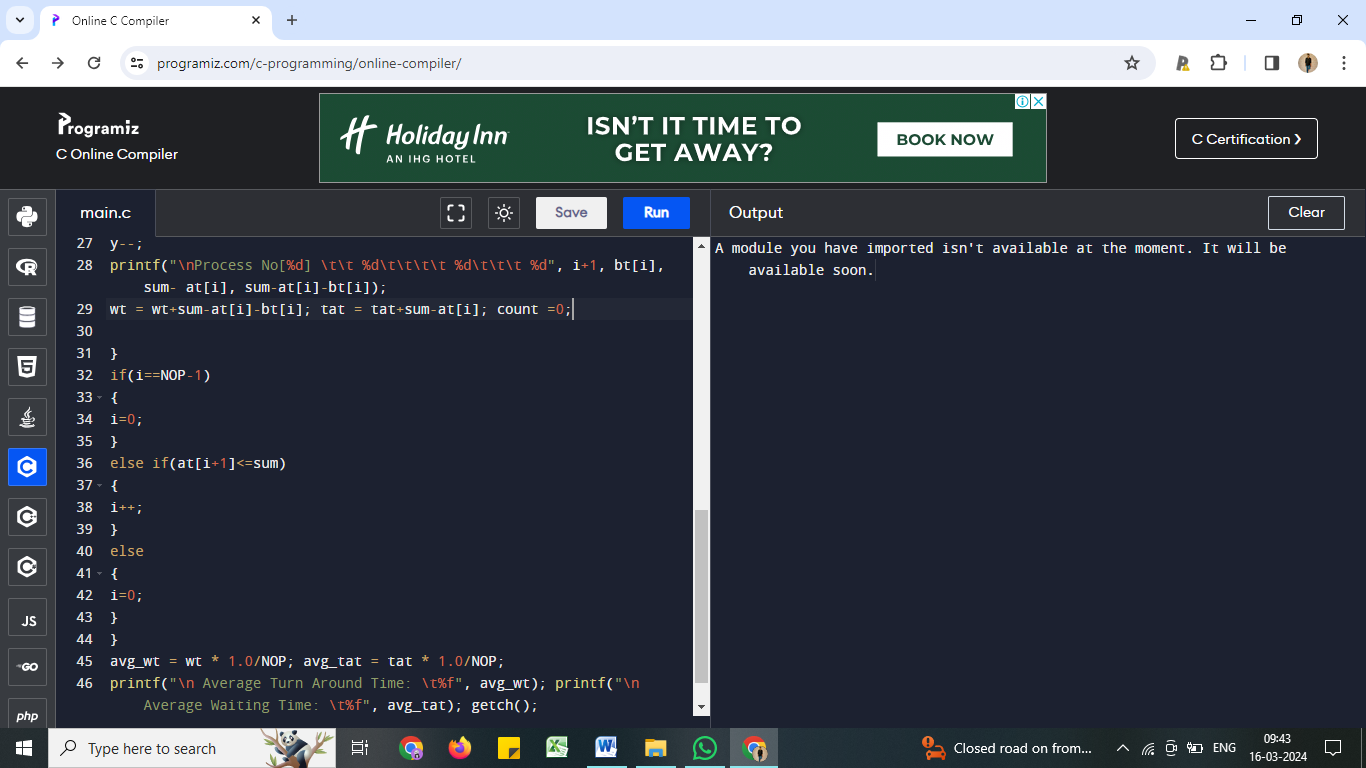 Online C Compiler
programiz.com/c-programming/online-compiler/
Programiz
C Online Compiler
Holiday Inn
AN IHG HOTEL
ISN'T IT TIME TO
GET AWAY?
BOOK NOW
C Certification
main.c
Save
Run
Output
Clear
27 y--;
28 printf("\nProcess No[%d] \t\t %d\t\t\t\t %d\t\t\t %d", i+1, bt[i],
sum- at[i], sum-at[i]-bt[i]);
29 wt = wt+sum-at[i]-bt[i]; tat = tat+sum-at[i]; count =0;
30
31 }
32 if(i==NOP-1)
33 {
34 i=0;
35 }
36 else if(at[i+1]<=sum)
37 {
38 i++;
39 }
40 else
41 {
42 i=0;
43 }
44 }
45 avg_wt = wt * 1.0/NOP; avg_tat = tat * 1.0/NOP;
46 printf("\n Average Turn Around Time: \t%f", avg_wt); printf("\n
Average Waiting Time: \t%f", avg_tat); getch();
A module you have imported isn't available at the moment. It will be
available soon.
JS
GO
php
Type here to search
Closed road on from...
ENG
09:43
16-03-2024